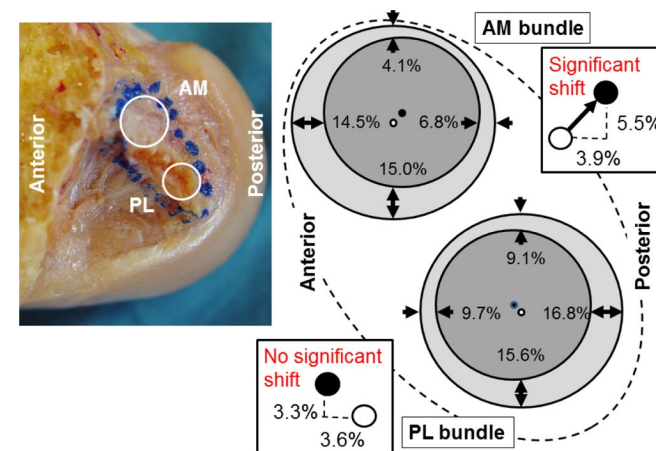 AM
PL
Anterior
Posterior
AM bundle
4.1%
14.5%
6.8%
15.0%
Significant
shift
5.5%
3.9%
Anterior
Posterior
9.1%
9.7%
16.8%
15.6%
No significant
shift
3.3%
3.6%
PL bundle